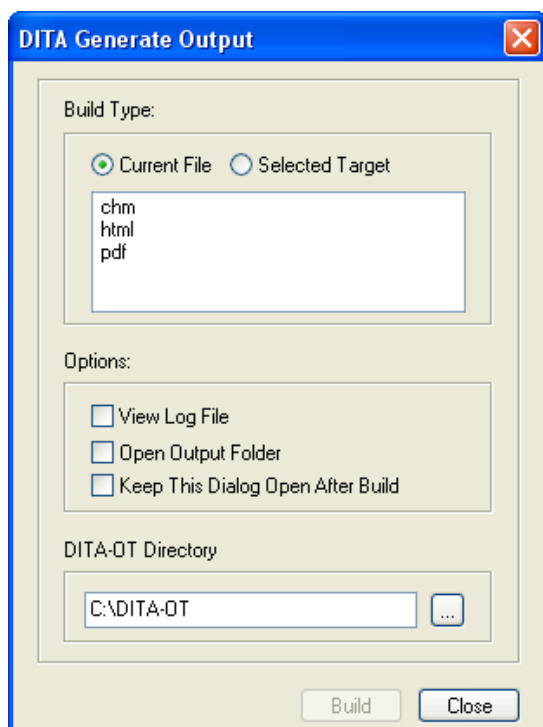 DITA Generate Output
Build Type:
Current File Selected Target
chm
html
pdf
Options:
View Log File
Open Output Folder
Keep This Dialog Open After Build
DITA-OT Directory
C:\DITA-OT ...
Build Close